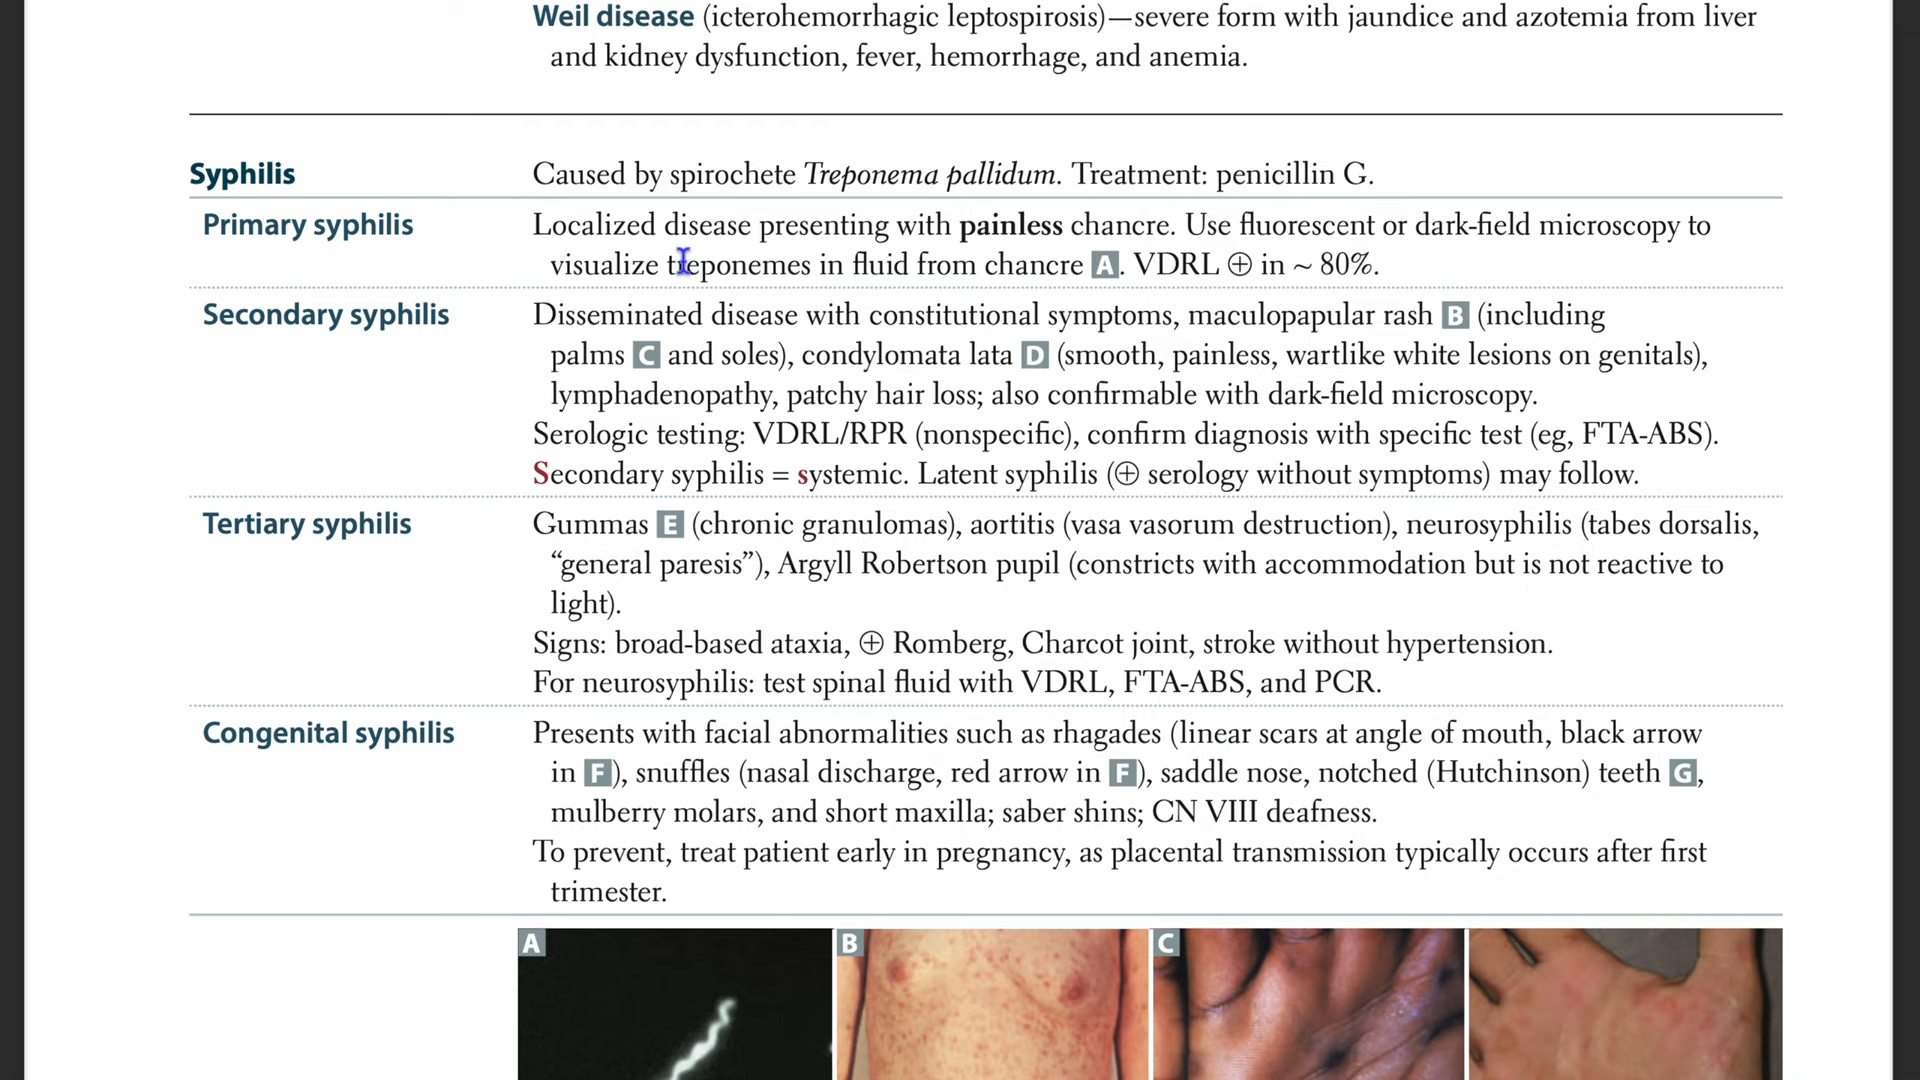 Weil disease (icterohemorrhagic leptospirosis)—severe form with jaundice and azotemia from liver
and kidney dysfunction, fever, hemorrhage, and anemia.
Syphilis
Caused by spirochete Treponema pallidum. Treatment: penicillin G.
Primary syphilis
Localized disease presenting with painless chancre. Use fluorescent or dark-field microscopy to
visualize treponemes in fluid from chancre A. VDRL ⊕ in ~ 80%.
Secondary syphilis
Disseminated disease with constitutional symptoms, maculopapular rash B (including
palms C and soles), condylomata lata D (smooth, painless, wartlike white lesions on genitals),
lymphadenopathy, patchy hair loss; also confirmable with dark-field microscopy.
Serologic testing: VDRL/RPR (nonspecific), confirm diagnosis with specific test (eg, FTA-ABS).
Secondary syphilis = systemic. Latent syphilis (⊕ serology without symptoms) may follow.
Tertiary syphilis
Gummas E (chronic granulomas), aortitis (vasa vasorum destruction), neurosyphilis (tabes dorsalis,
“general paresis”), Argyll Robertson pupil (constricts with accommodation but is not reactive to
light).
Signs: broad-based ataxia, ⊕ Romberg, Charcot joint, stroke without hypertension.
For neurosyphilis: test spinal fluid with VDRL, FTA-ABS, and PCR.
Congenital syphilis
Presents with facial abnormalities such as rhagades (linear scars at angle of mouth, black arrow
in F), snuffles (nasal discharge, red arrow in F), saddle nose, notched (Hutchinson) teeth G,
mulberry molars, and short maxilla; saber shins; CN VIII deafness.
To prevent, treat patient early in pregnancy, as placental transmission typically occurs after first
trimester.
A
B
C